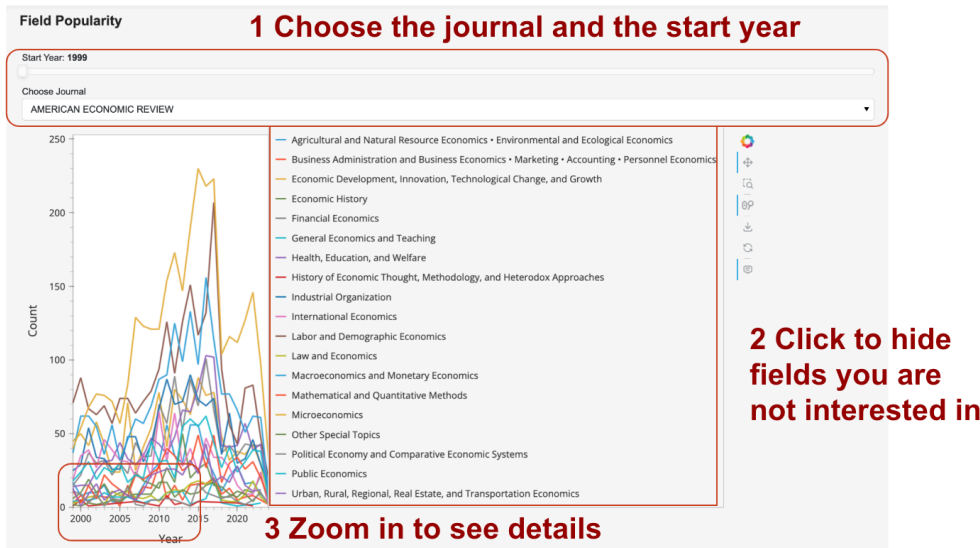 Field Popularity
1 Choose the journal and the start year
Start Year: 1999
Choose Journal
AMERICAN ECONOMIC REVIEW
250
200
150
100
50
0
Count
2000
2005
2010
2015
2020
Year
Agricultural and Natural Resource Economics • Environmental and Ecological Economics
Business Administration and Business Economics • Marketing • Accounting • Personnel Economics
Economic Development, Innovation, Technological Change, and Growth
Economic History
Financial Economics
General Economics and Teaching
Health, Education, and Welfare
History of Economic Thought, Methodology, and Heterodox Approaches
Industrial Organization
International Economics
Labor and Demographic Economics
Law and Economics
Macroeconomics and Monetary Economics
Mathematical and Quantitative Methods
Microeconomics
Other Special Topics
Political Economy and Comparative Economic Systems
Public Economics
Urban, Rural, Regional, Real Estate, and Transportation Economics
2 Click to hide
fields you are
not interested in
3 Zoom in to see details